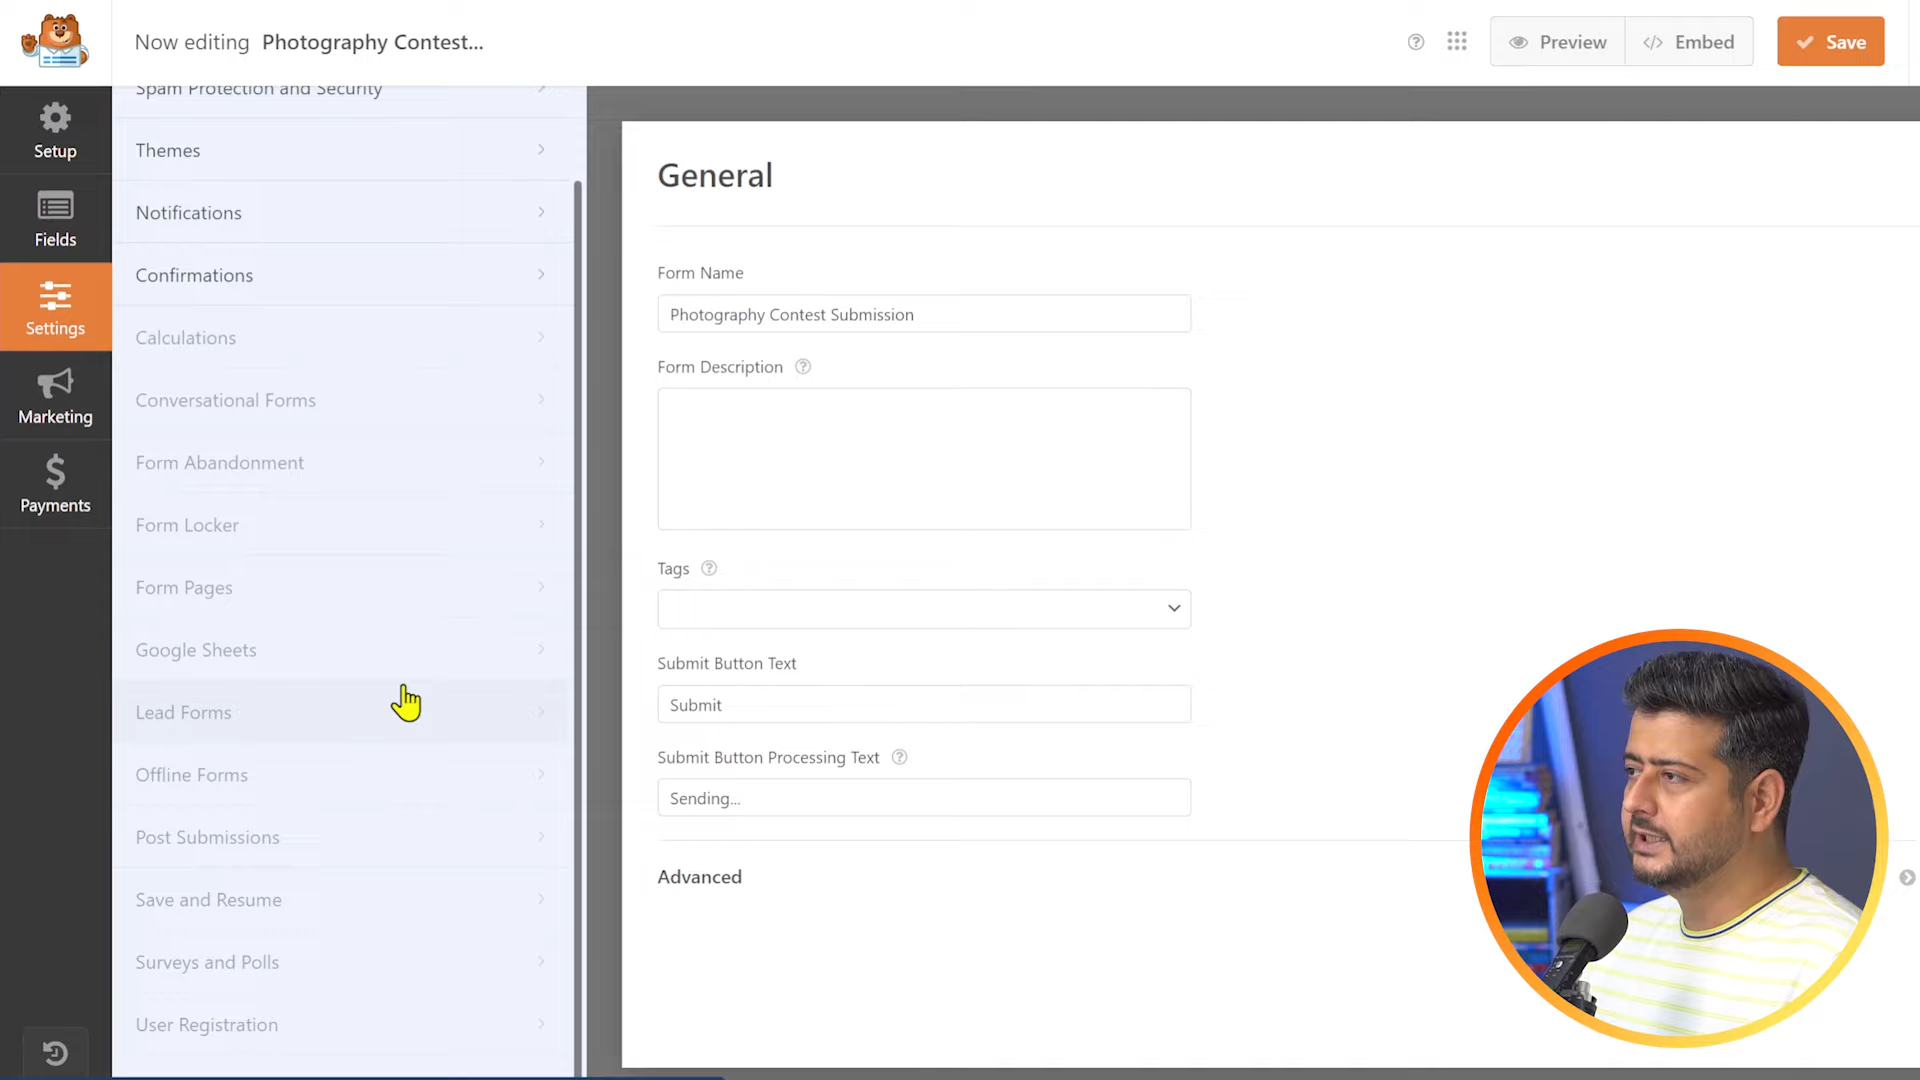 Now editing Photography Contest...
Preview
Embed
Save
Setup
Fields
Settings
Marketing
Payments
Spam Protection and Security
Themes
Notifications
Confirmations
Calculations
Conversational Forms
Form Abandonment
Form Locker
Form Pages
Google Sheets
Lead Forms
Offline Forms
Post Submissions
Save and Resume
Surveys and Polls
User Registration
General
Form Name
Photography Contest Submission
Form Description
Tags
Submit Button Text
Submit
Submit Button Processing Text
Sending...
Advanced